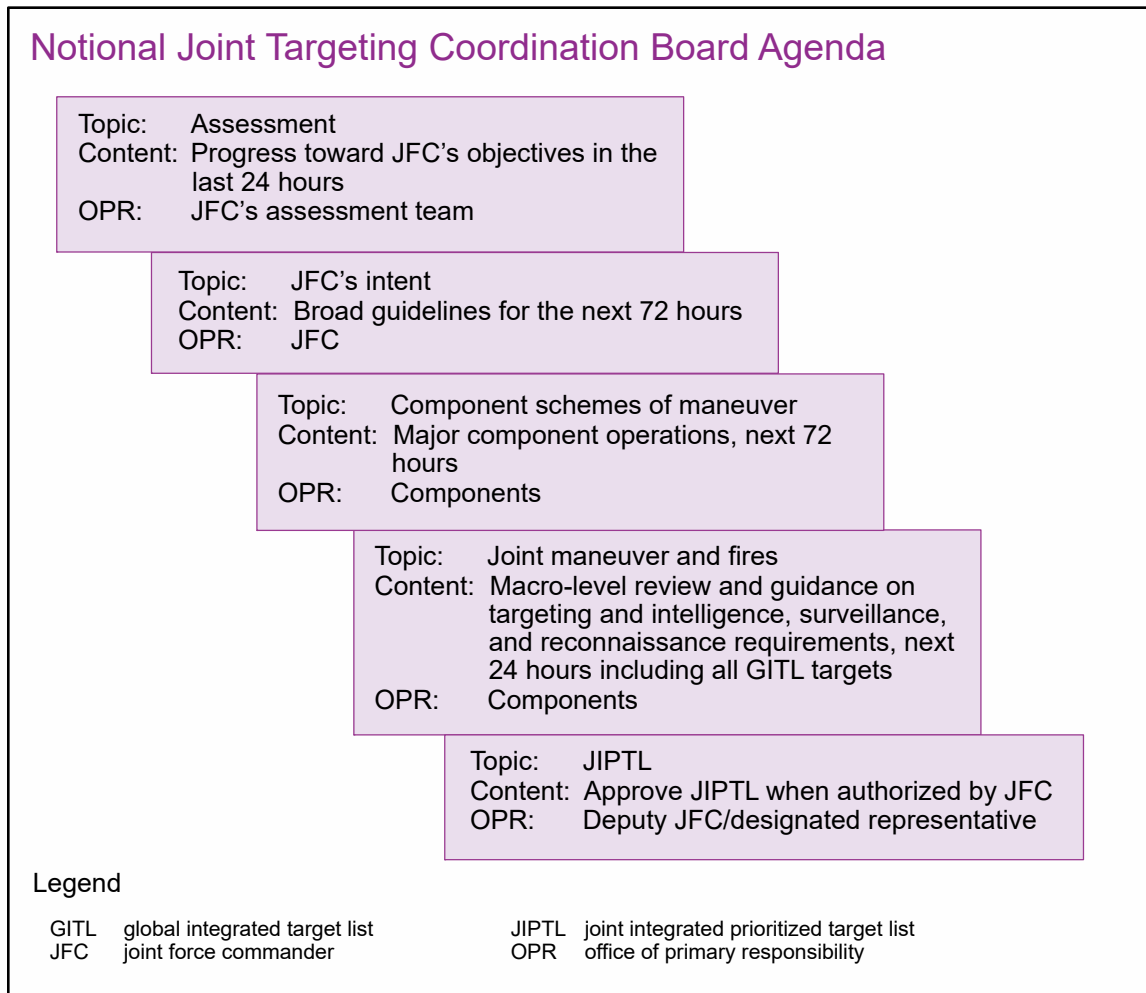 Notional Joint Targeting Coordination Board Agenda
Topic: Assessment
Content: Progress toward JFC’s objectives in the
last 24 hours
OPR: JFC’s assessment team
Topic: JFC’s intent
Content: Broad guidelines for the next 72 hours
OPR: JFC
Topic: Component schemes of maneuver
Content: Major component operations, next 72
hours
OPR: Components
Topic: Joint maneuver and fires
Content: Macro-level review and guidance on
targeting and intelligence, surveillance,
and reconnaissance requirements, next
24 hours including all GITL targets
OPR: Components
Topic: JIPTL
Content: Approve JIPTL when authorized by JFC
OPR: Deputy JFC/designated representative
Legend
GITL global integrated target list
JFC joint force commander
JIPTL joint integrated prioritized target list
OPR office of primary responsibility